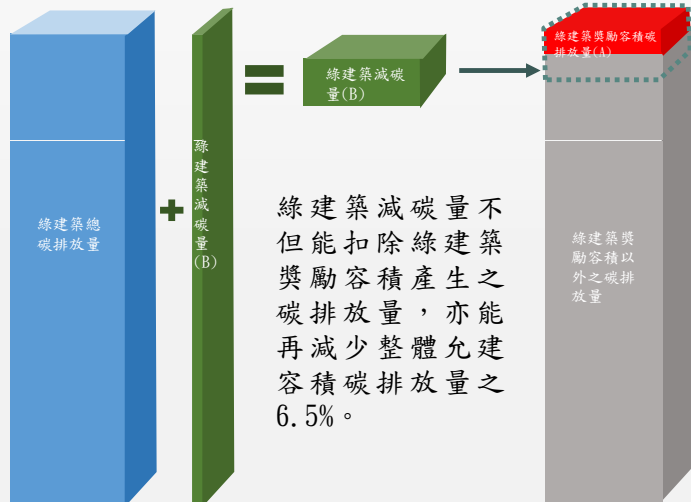 綠建築總
碳排放量
綠
建
築
減
碳
量
(B)
綠建築減碳
量(B)
綠建築獎勵容積碳
排放量(A)
綠建築減碳量不
但能扣除綠建築
獎勵容積產生之
碳排放量，亦能
再減少整體允建
容積碳排放量之
6.5%。
綠建築獎
勵容積以
外之碳排
放量